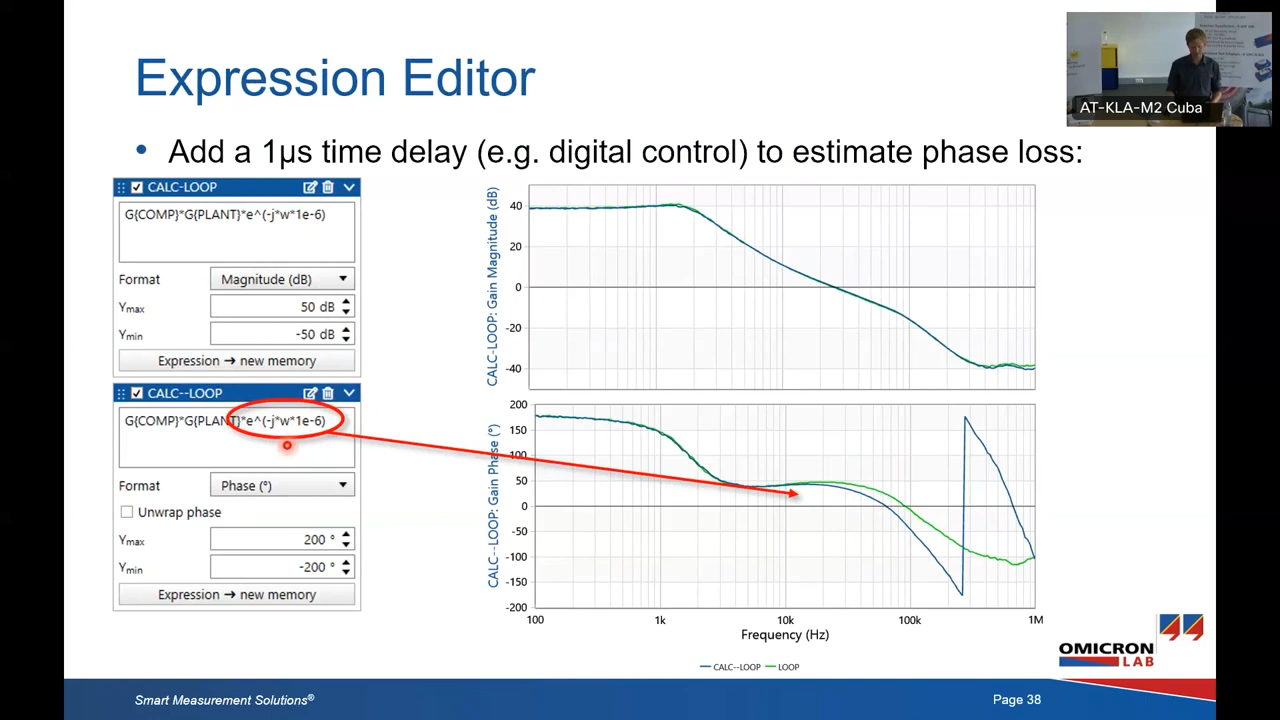 Expression Editor
AT-KLA-M2 Cuba
• Add a 1µs time delay (e.g. digital control) to estimate phase loss:
CALC-LOOP
G{COMP}*G{PLANT}*e^(-j*w*1e-6)
Format Magnitude (dB)
Ymax 50 dB
Ymin -50 dB
Expression → new memory
CALC--LOOP
G{COMP}*G{PLANT}*e^(-j*w*1e-6)
Format Phase (°)
Unwrap phase
Ymax 200 °
Ymin -200 °
Expression → new memory
CALC-LOOP: Gain Magnitude (dB)
40
20
0
-20
-40
CALC--LOOP: Gain Phase (°)
200
150
100
50
0
-50
-100
-150
-200
100 1k 10k 100k 1M
Frequency (Hz)
CALC--LOOP LOOP
OMICRON
LAB
Smart Measurement Solutions®
Page 38